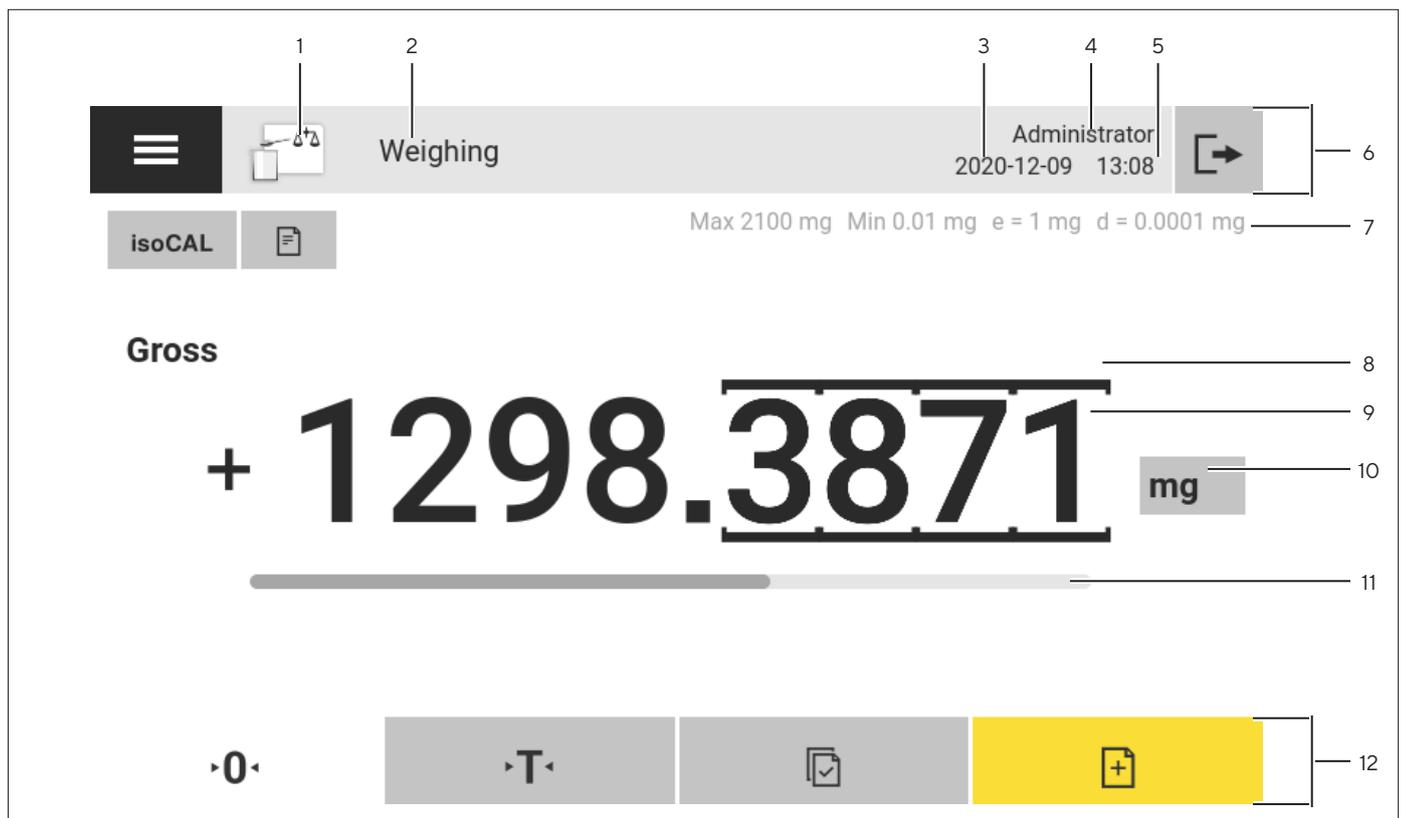 1 2 3 4 5
Administrator
Weighing
2020-12-09 13:08
6
Max 2100 mg Min 0.01 mg e = 1 mg d = 0.0001 mg
7
isoCAL
Gross
8
9
+ 1298.3871 mg
10
11
0 T
12